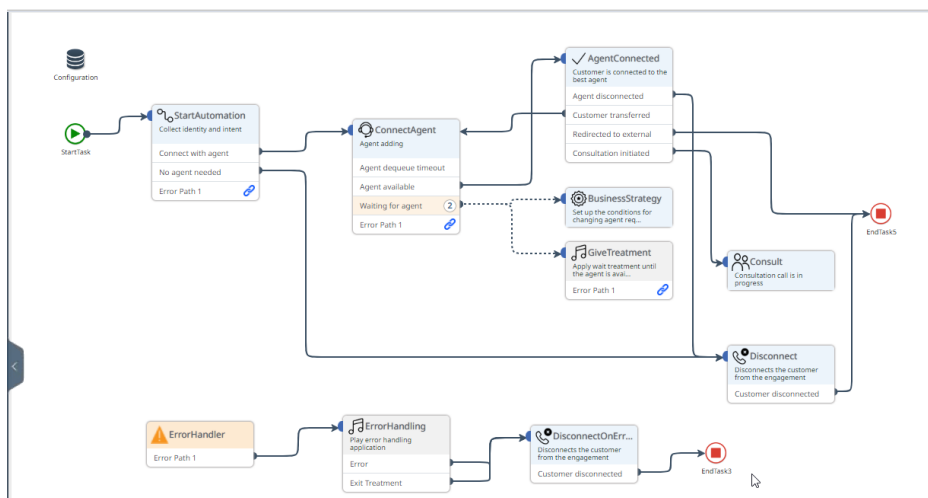 Configuration
StartTask
StartAutomation
Collect identity and intent
Connect with agent
No agent needed
Error Path 1
ConnectAgent
Agent adding
Agent dequeue timeout
Agent available
Waiting for agent 2
Error Path 1
AgentConnected
Customer is connected to the
best agent
Agent disconnected
Customer transferred
Redirected to external
Consultation initiated
BusinessStrategy
Set up the conditions for
changing agent req...
GiveTreatment
Apply wait treatment until
the agent is avai...
Error Path 1
EndTask5
Consult
Consultation call is in
progress
Disconnect
Disconnects the customer
from the engagement
Customer disconnected
ErrorHandler
Error Path 1
ErrorHandling
Play error handling
application
Error
Exit Treatment
DisconnectOnErr...
Disconnects the customer
from the engagement
Customer disconnected
EndTask3